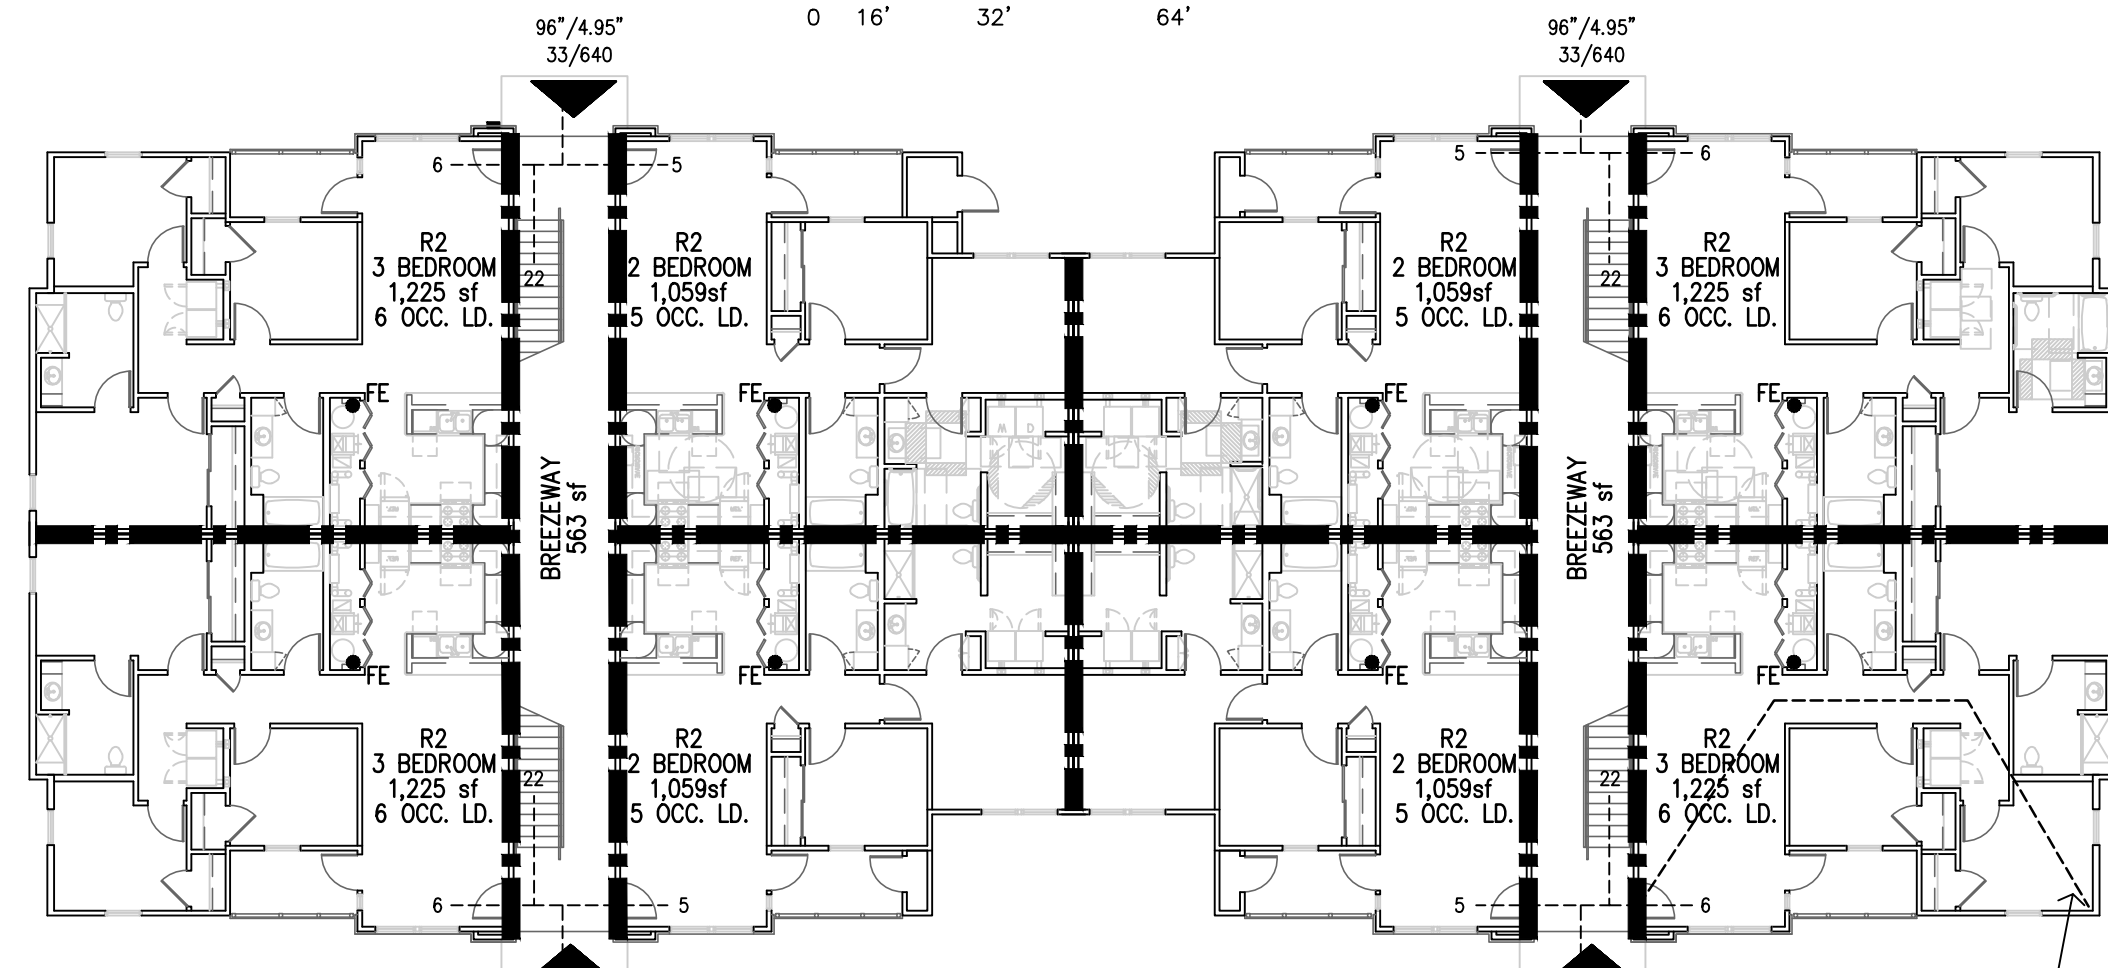 0 16' 32' 64'
96"/4.95"
33/640
96"/4.95"
33/640
6
5
5
6
R2
3 BEDROOM
1,225 sf
6 OCC. LD.
22
R2
2 BEDROOM
1,059sf
5 OCC. LD.
R2
2 BEDROOM
1,059sf
5 OCC. LD.
22
R2
3 BEDROOM
1,225 sf
6 OCC. LD.
FE
FE
FE
FE
W D
BREEZEWAY
563 sf
BREEZEWAY
563 sf
FE
FE
FE
FE
R2
3 BEDROOM
1,225 sf
6 OCC. LD.
22
R2
2 BEDROOM
1,059sf
5 OCC. LD.
R2
2 BEDROOM
1,059sf
5 OCC. LD.
22
R2
3 BEDROOM
1,225 sf
6 OCC. LD.
6
5
5
6